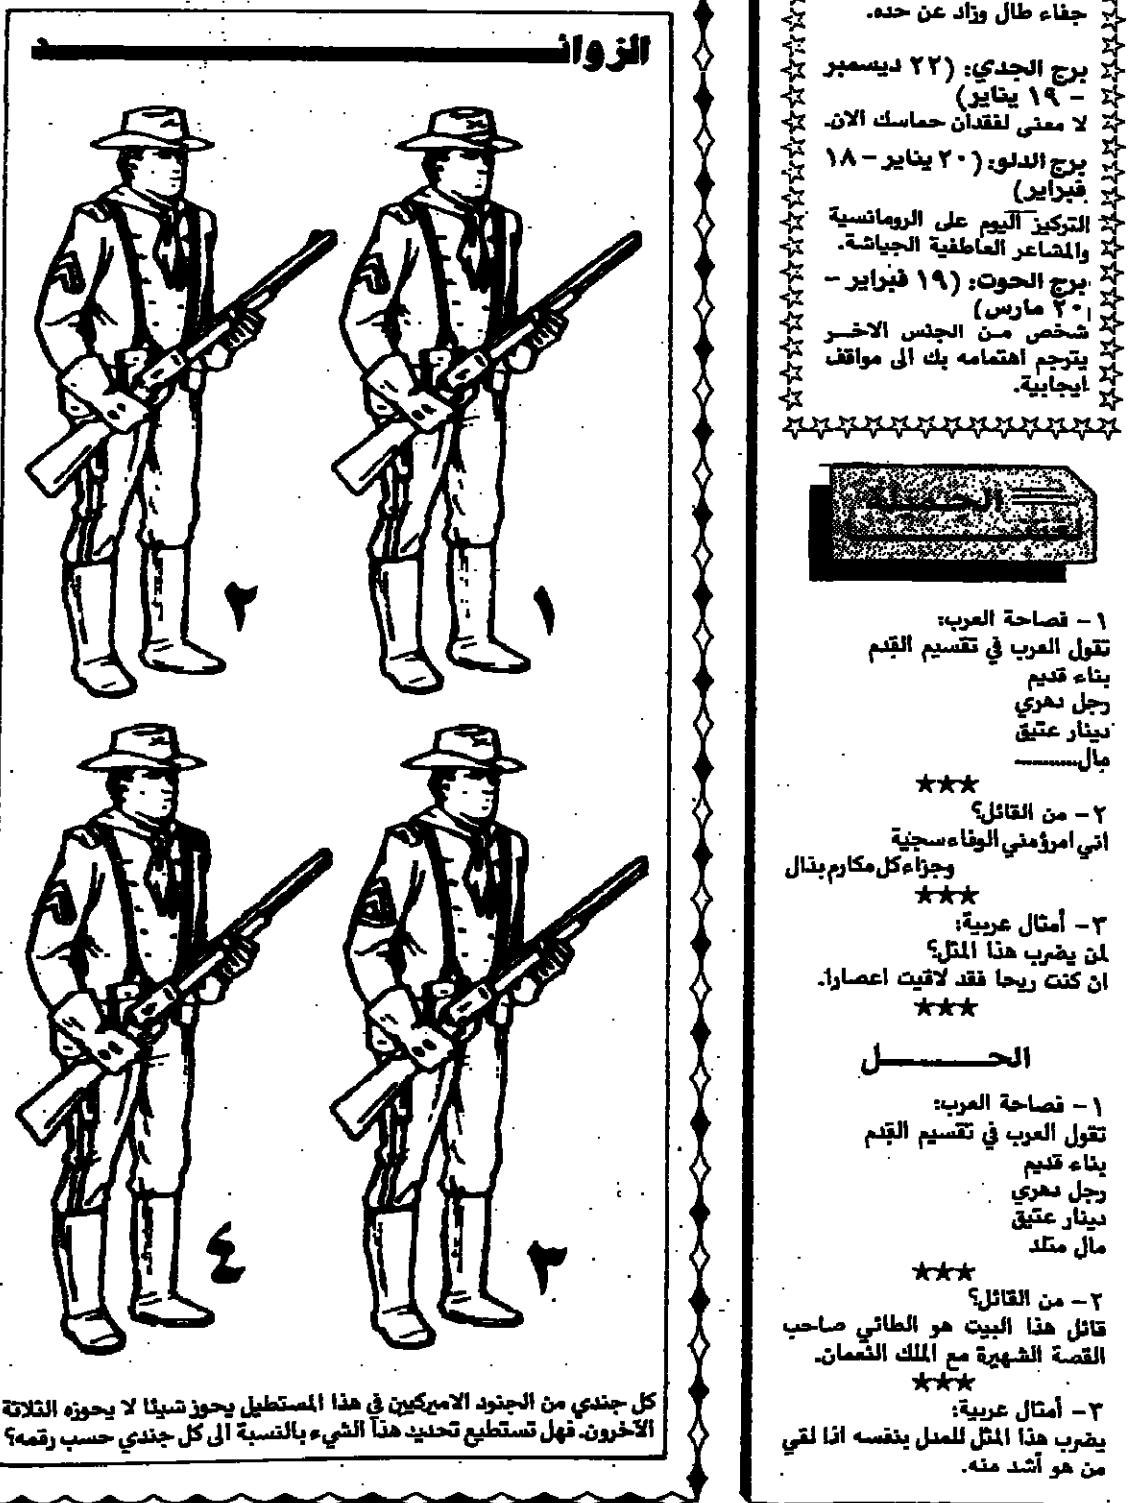 جفاء طال وزاد عن حده.
برج الجدي: (٢٢ ديسمبر
- ١٩ يناير)
لا معنى لفقدان حماسك الان.
برج الدلو: (٢٠ يناير - ١٨
فبراير)
التركيز اليوم على الرومانسية
والمشاعر العاطفية الجياشة.
برج الحوت: (١٩ فبراير -
٢٠ مارس)
شخص من الجنس الاخر
يترجم اهتمامه بك الى مواقف
ايجابية.
١ - فصاحة العرب:
تقول العرب في تقسيم القدم
بناء قديم
رجل دهري
دينار عتيق
مال..........
★★★
٢ - من القائل؟
اني امرؤ مني الوفاء سجية
وجزاء كل مكارم بذال
★★★
٣ - أمثال عربية:
لمن يضرب هذا المثل؟
ان كنت ريحا فقد لاقيت اعصارا.
★★★
الحـــل
١ - فصاحة العرب:
تقول العرب في تقسيم القدم
بناء قديم
رجل دهري
دينار عتيق
مال متلد
★★★
٢ - من القائل؟
قائل هذا البيت هو الطائي صاحب
القصة الشهيرة مع الملك النعمان.
★★★
٣ - أمثال عربية:
يضرب هذا المثل للمدل بنفسه اذا لقي
من هو أشد منه.
الزوائـــد
١
٢
٣
٤
كل جندي من الجنود الاميركيين في هذا المستطيل يحوز شيئا لا يحوزه الثلاثة
الآخرون. فهل تستطيع تحديد هذا الشيء بالنسبة الى كل جندي حسب رقمه؟